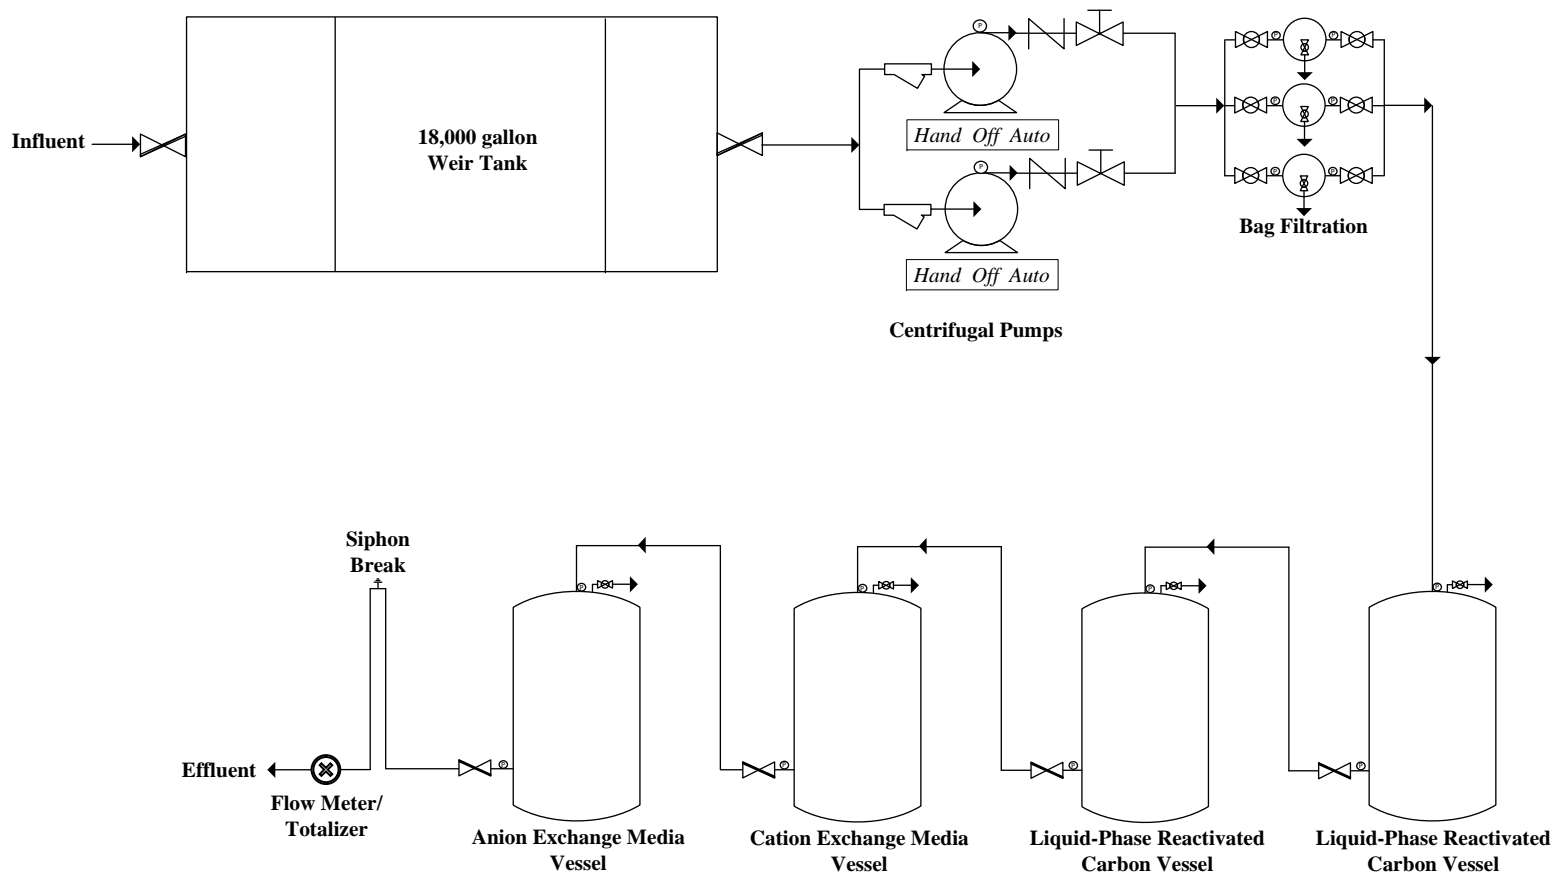 Influent
18,000 gallon
Weir Tank
P
Hand Off Auto
P
Hand Off Auto
Centrifugal Pumps
P
P
P
P
P
P
Bag Filtration
Siphon
Break
P
P
P
P
P
P
P
P
Effluent
Flow Meter/
Totalizer
Anion Exchange Media
Vessel
Cation Exchange Media
Vessel
Liquid-Phase Reactivated
Carbon Vessel
Liquid-Phase Reactivated
Carbon Vessel